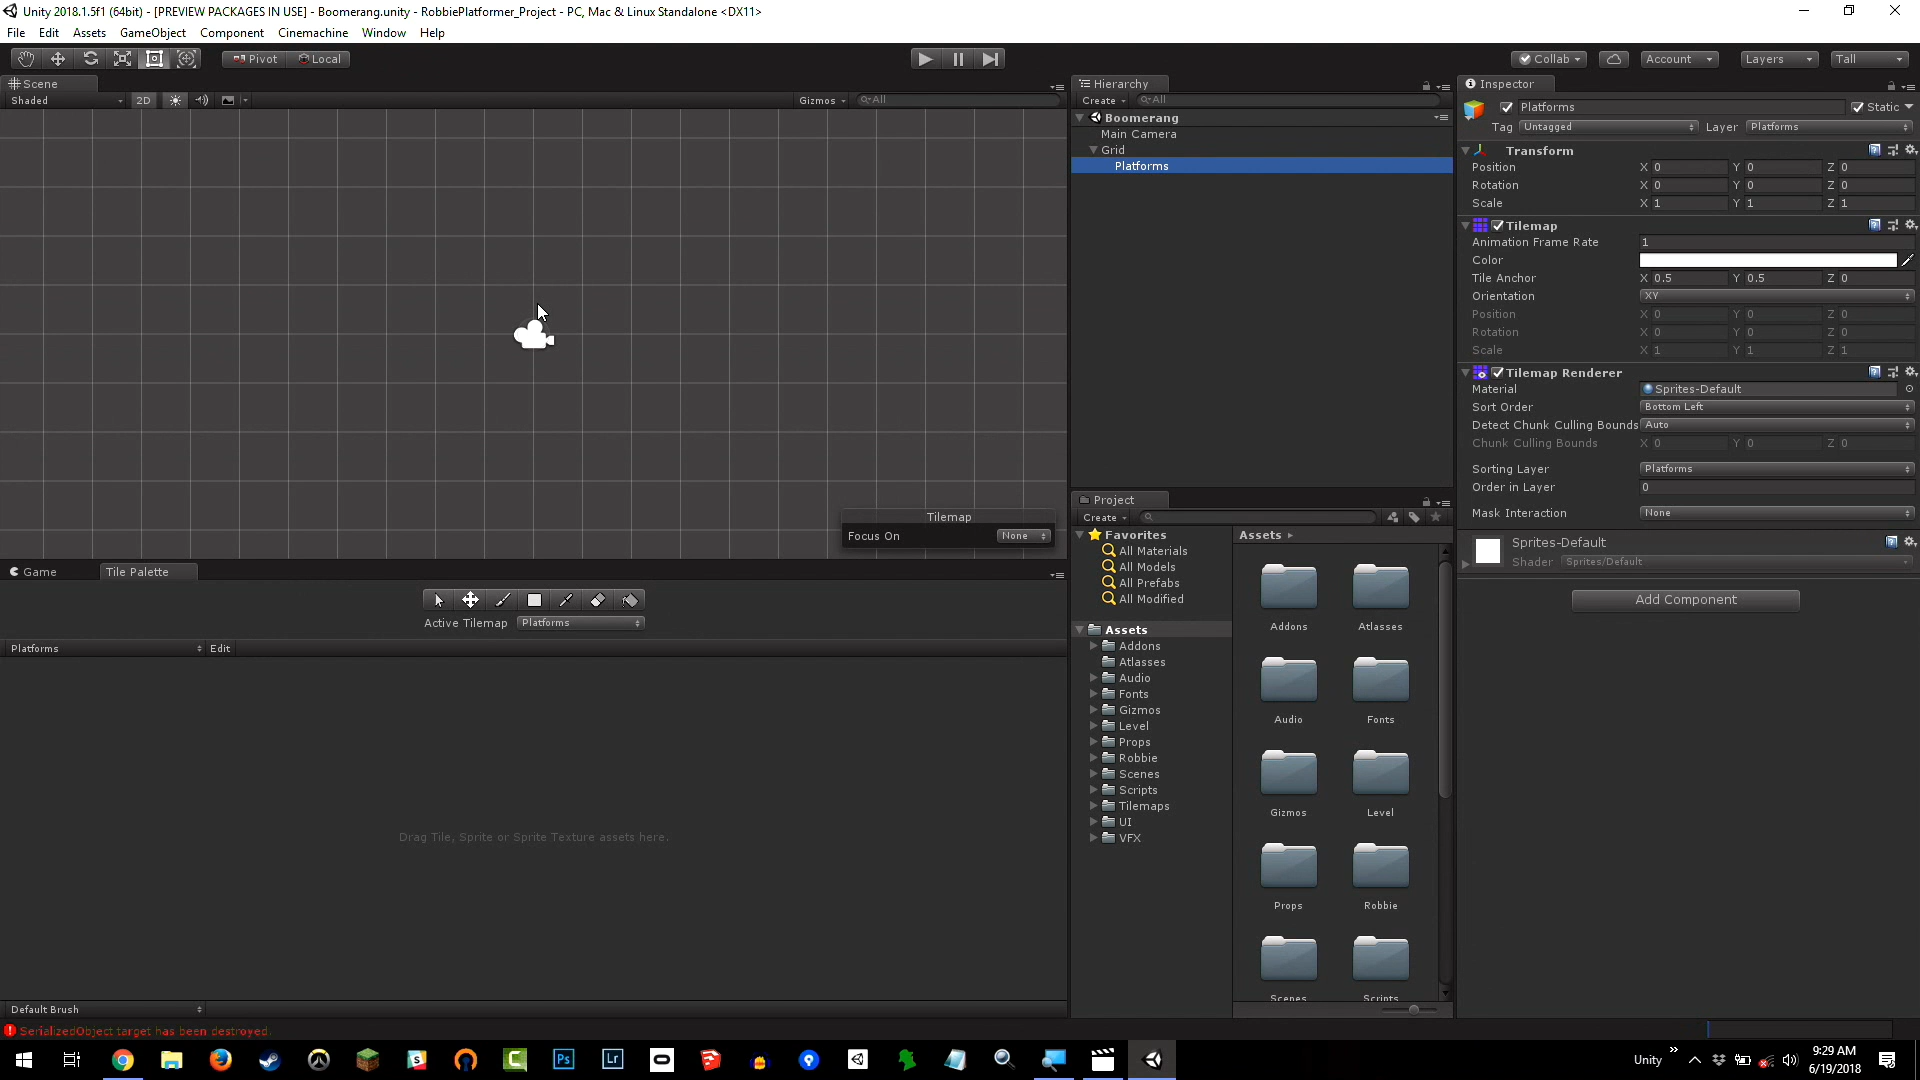 Unity 2018.1.5f1 (64bit) - [PREVIEW PACKAGES IN USE] - Boomerang.unity - RobbiePlatformer_Project - PC, Mac & Linux Standalone <DX11>
File Edit Assets GameObject Component Cinemachine Window Help
Pivot Local Collab Account Layers Tall
Scene
Shaded 2D Gizmos All
Tilemap
Focus On None
Hierarchy
Create All
Boomerang
Main Camera
Grid
Platforms
Inspector
Platforms Static
Tag Untagged Layer Platforms
Transform
Position X 0 Y 0 Z 0
Rotation X 0 Y 0 Z 0
Scale X 1 Y 1 Z 1
Tilemap
Animation Frame Rate 1
Color
Tile Anchor X 0.5 Y 0.5 Z 0
Orientation XY
Position X 0 Y 0 Z 0
Rotation X 0 Y 0 Z 0
Scale X 1 Y 1 Z 1
Tilemap Renderer
Material Sprites-Default
Sort Order Bottom Left
Detect Chunk Culling Bounds Auto
Chunk Culling Bounds X 0 Y 0 Z 0
Sorting Layer Platforms
Order in Layer 0
Mask Interaction None
Sprites-Default
Shader Sprites/Default
Add Component
Game Tile Palette
Active Tilemap Platforms
Platforms Edit
Drag Tile, Sprite or Sprite Texture assets here.
Default Brush
SerializedObject target has been destroyed.
Project
Create
Favorites
All Materials
All Models
All Prefabs
All Modified
Assets
Addons
Atlasses
Audio
Fonts
Gizmos
Level
Props
Robbie
Scenes
Scripts
Tilemaps
UI
VFX
Assets
Addons Atlasses
Audio Fonts
Gizmos Level
Props Robbie
Scenes Scripts
Ps Lr
Unity
9:29 AM
6/19/2018